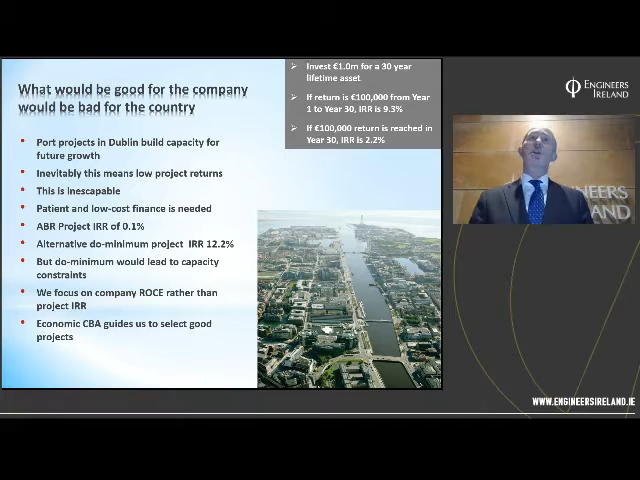 What would be good for the company
would be bad for the country
• Port projects in Dublin build capacity for
future growth
• Inevitably this means low project returns
• This is inescapable
• Patient and low-cost finance is needed
• ABR Project IRR of 0.1%
• Alternative do-minimum project IRR 12.2%
• But do-minimum would lead to capacity
constraints
• We focus on company ROCE rather than
project IRR
• Economic CBA guides us to select good
projects
➢ Invest €1.0m for a 30 year
lifetime asset
➢ If return is €100,000 from Year
1 to Year 30, IRR is 9.3%
➢ If €100,000 return is reached in
Year 30, IRR is 2.2%
ENGINEERS
IRELAND
NEERS
LAND
WWW.ENGINEERSIRELAND.IE